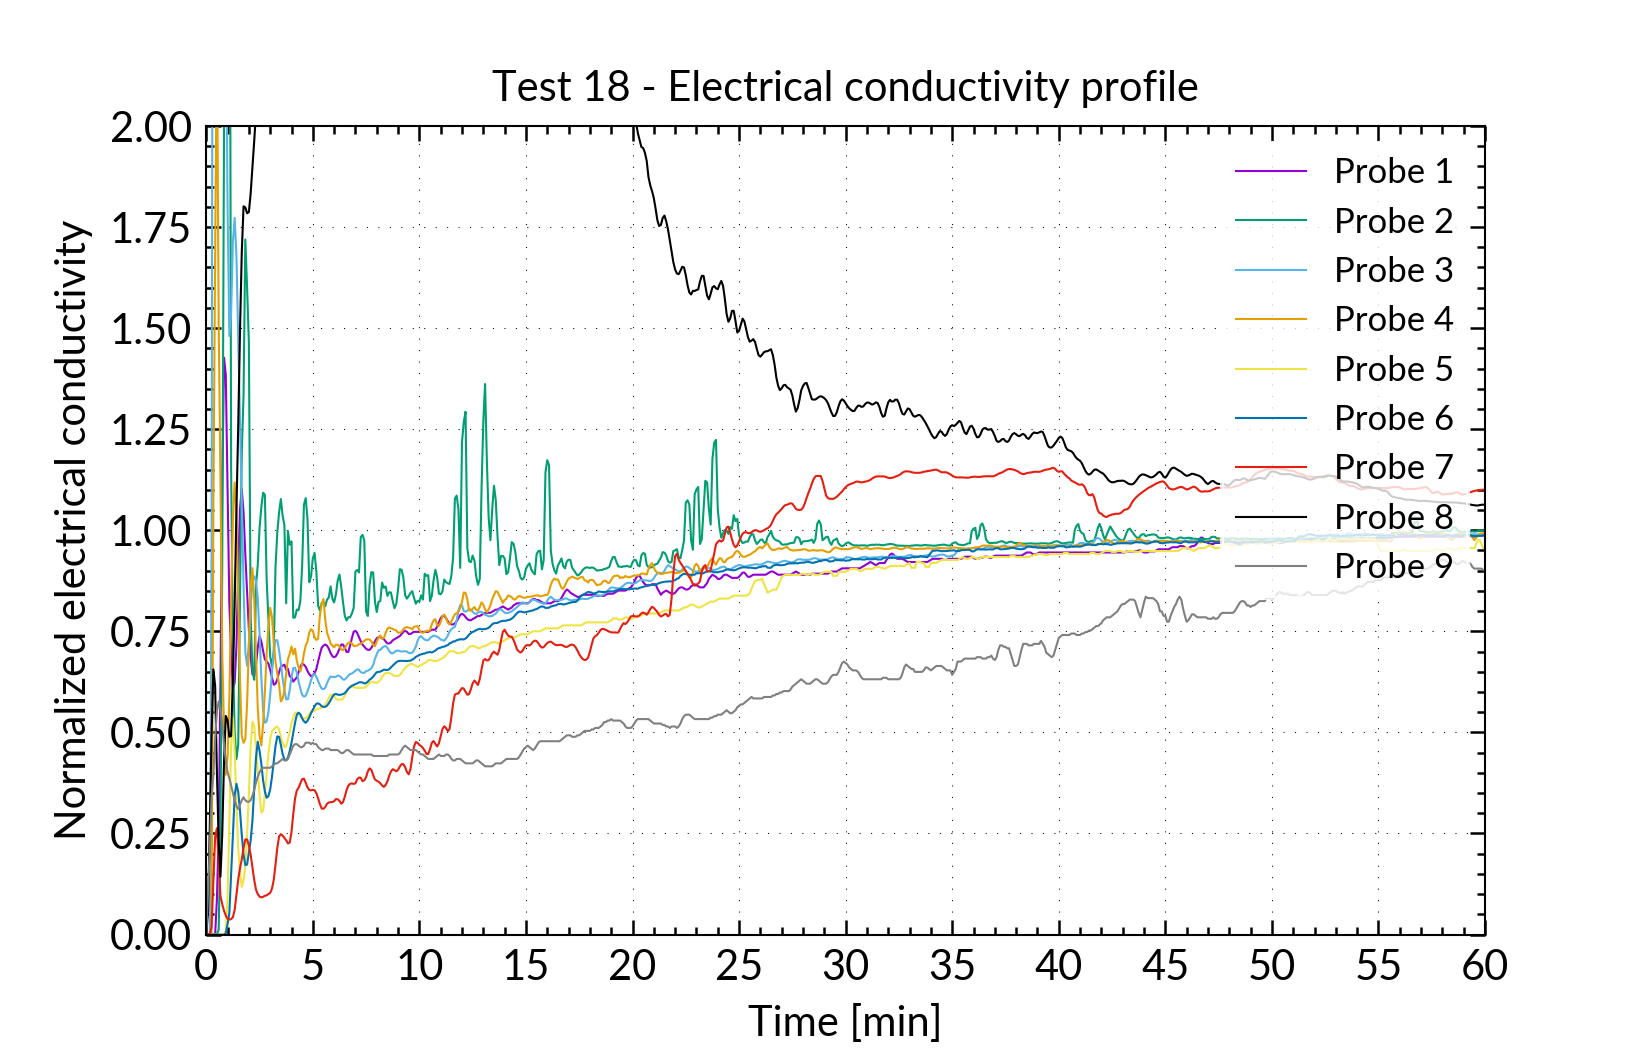 Test 18 - Electrical conductivity profile
Normalized electrical conductivity
2.00
1.75
1.50
1.25
1.00
0.75
0.50
0.25
0.00
Probe 1
Probe 2
Probe 3
Probe 4
Probe 5
Probe 6
Probe 7
Probe 8
Probe 9
0 5 10 15 20 25 30 35 40 45 50 55 60
Time [min]